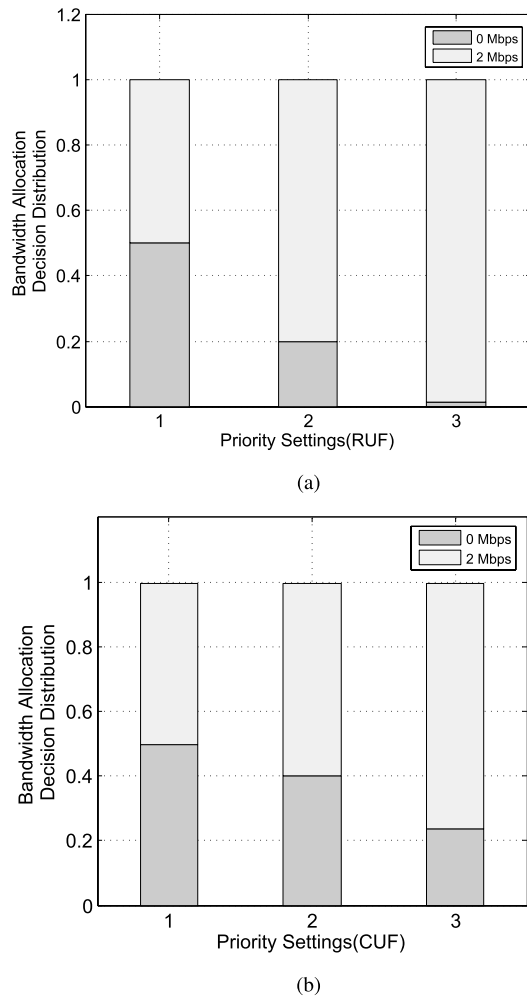 1.2
1
0.8
0.6
0.4
0.2
0
Bandwidth Allocation
Decision Distribution
0 Mbps
2 Mbps
1 2 3
Priority Settings(RUF)
(a)
1
0.8
0.6
0.4
0.2
0
Bandwidth Allocation
Decision Distribution
0 Mbps
2 Mbps
1 2 3
Priority Settings(CUF)
(b)